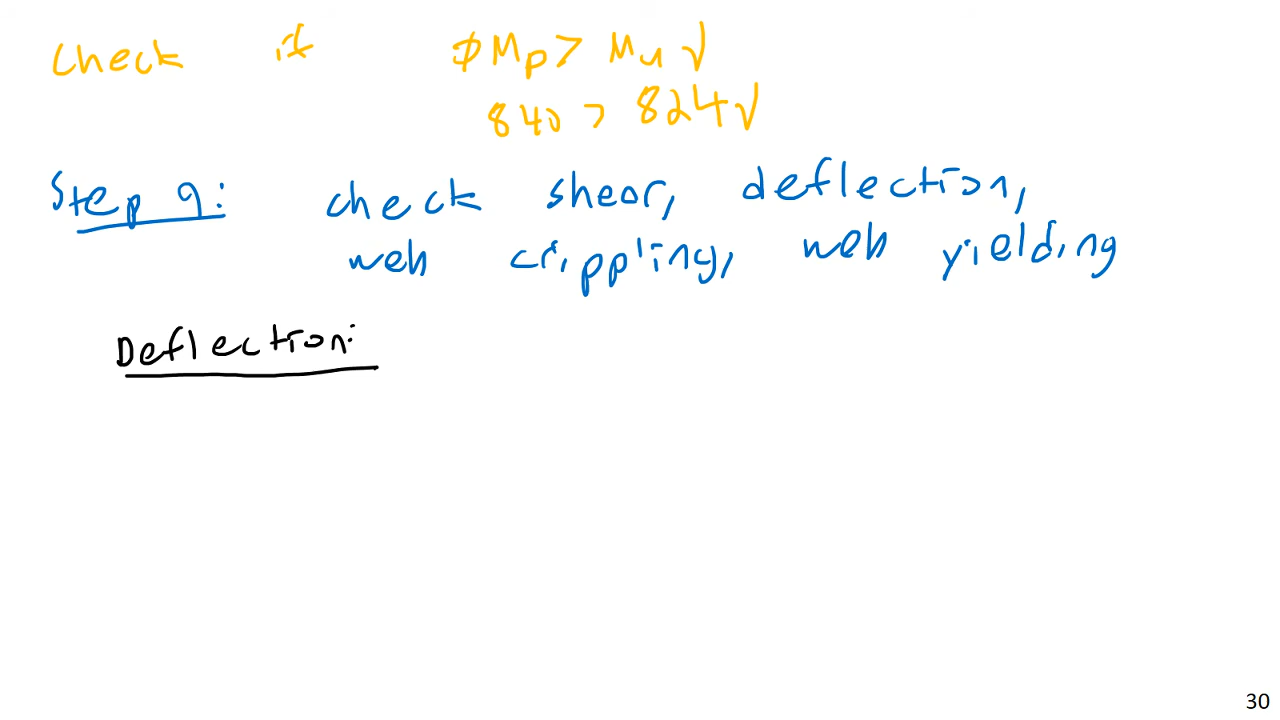 Check if φMp > Mu √
840 > 824 √
Step 9: check shear, deflection,
web crippling, web yielding
Deflection:
30